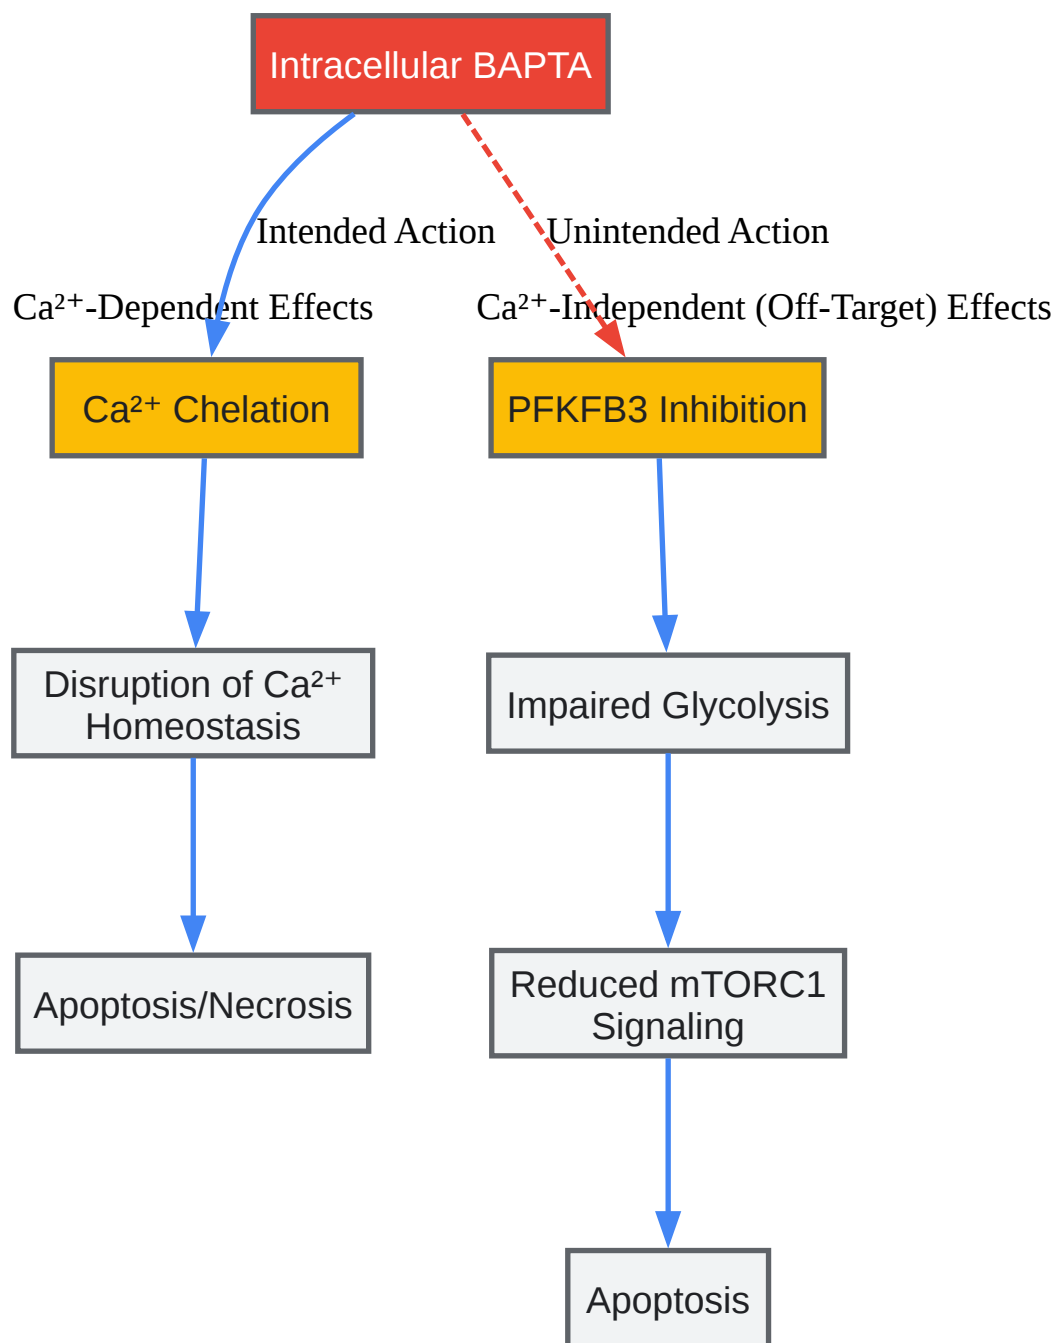 Intracellular BAPTA
Intended Action
Unintended Action
Ca²⁺-Dependent Effects
Ca²⁺-Independent (Off-Target) Effects
Ca²⁺ Chelation
PFKFB3 Inhibition
Disruption of Ca²⁺
Homeostasis
Impaired Glycolysis
Apoptosis/Necrosis
Reduced mTORC1
Signaling
Apoptosis